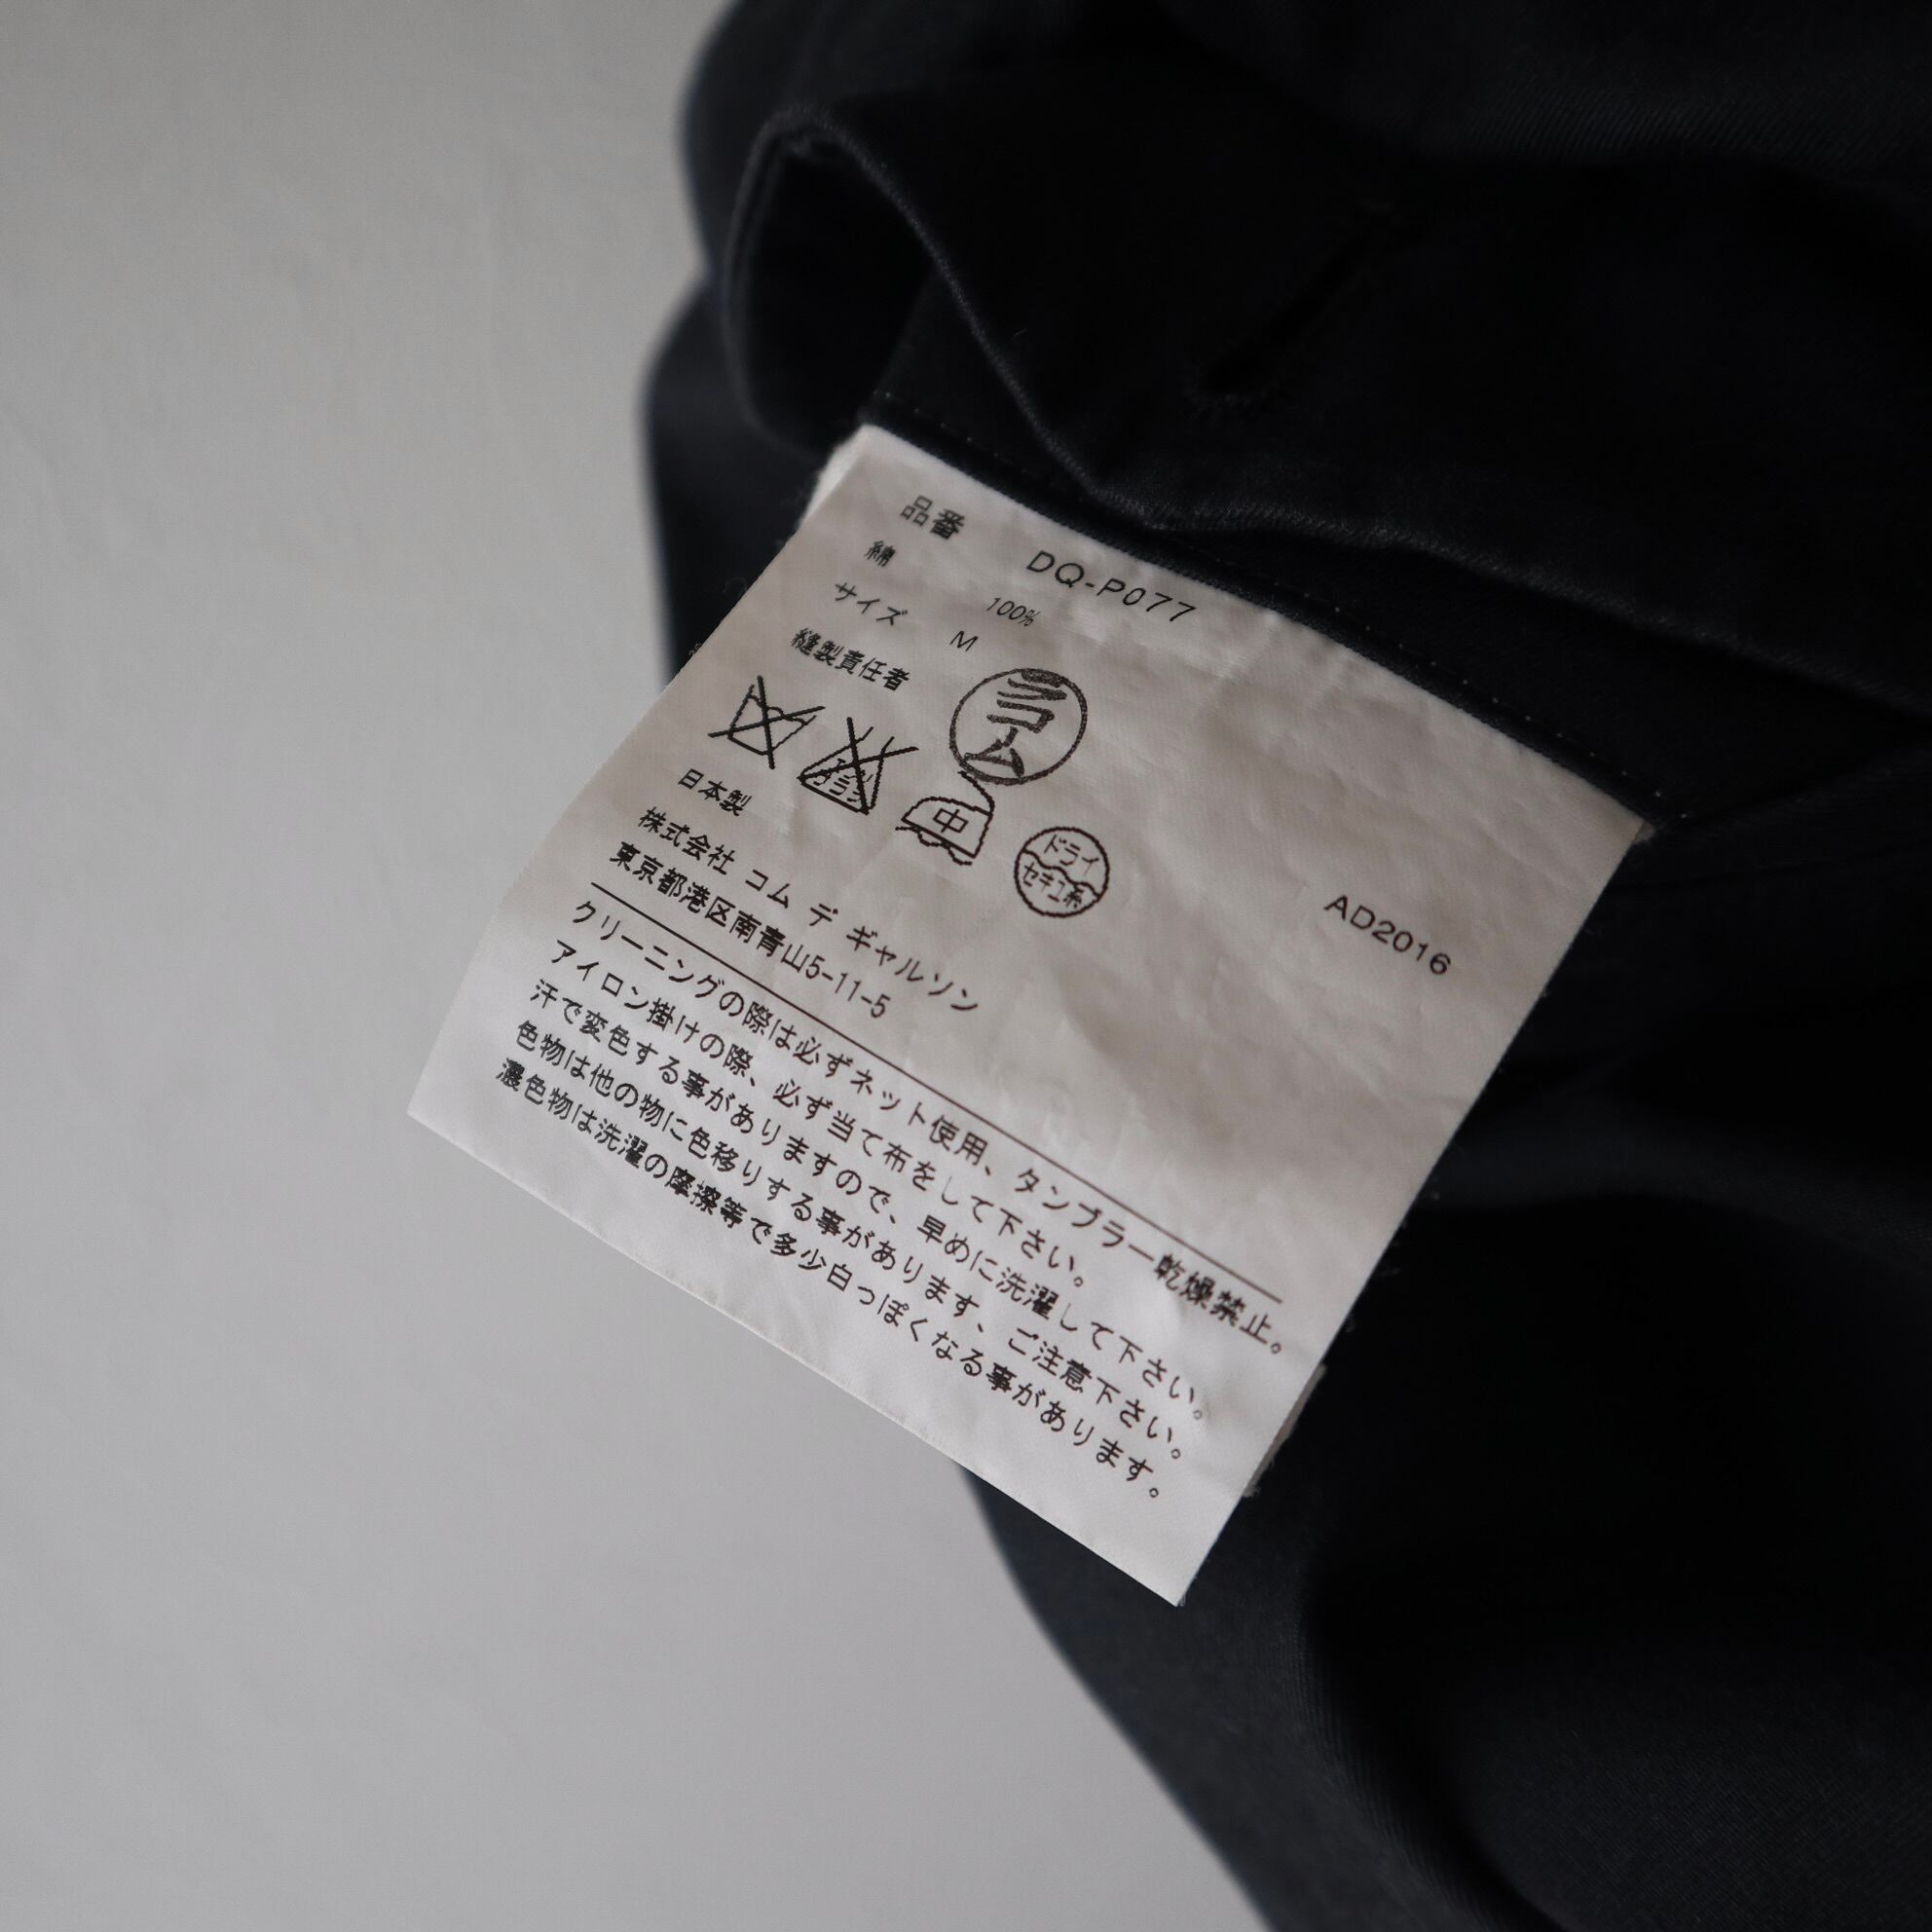 品番 DQ-P077
綿 100%
サイズ M
縫製責任者 ラコム
エンソ
サラシ
中
ドライ
セキユ系
日本製
株式会社 コム デ ギャルソン
東京都港区南青山5-11-5
AD2016
クリーニングの際は必ずネット使用、タンブラー乾燥禁止。
アイロン掛けの際、必ず当て布をして下さい。
汗で変色する事がありますので、早めに洗濯して下さい。
色物は他の物に色移りする事があります、ご注意下さい。
濃色物は洗濯の摩擦等で多少白っぽくなる事があります。